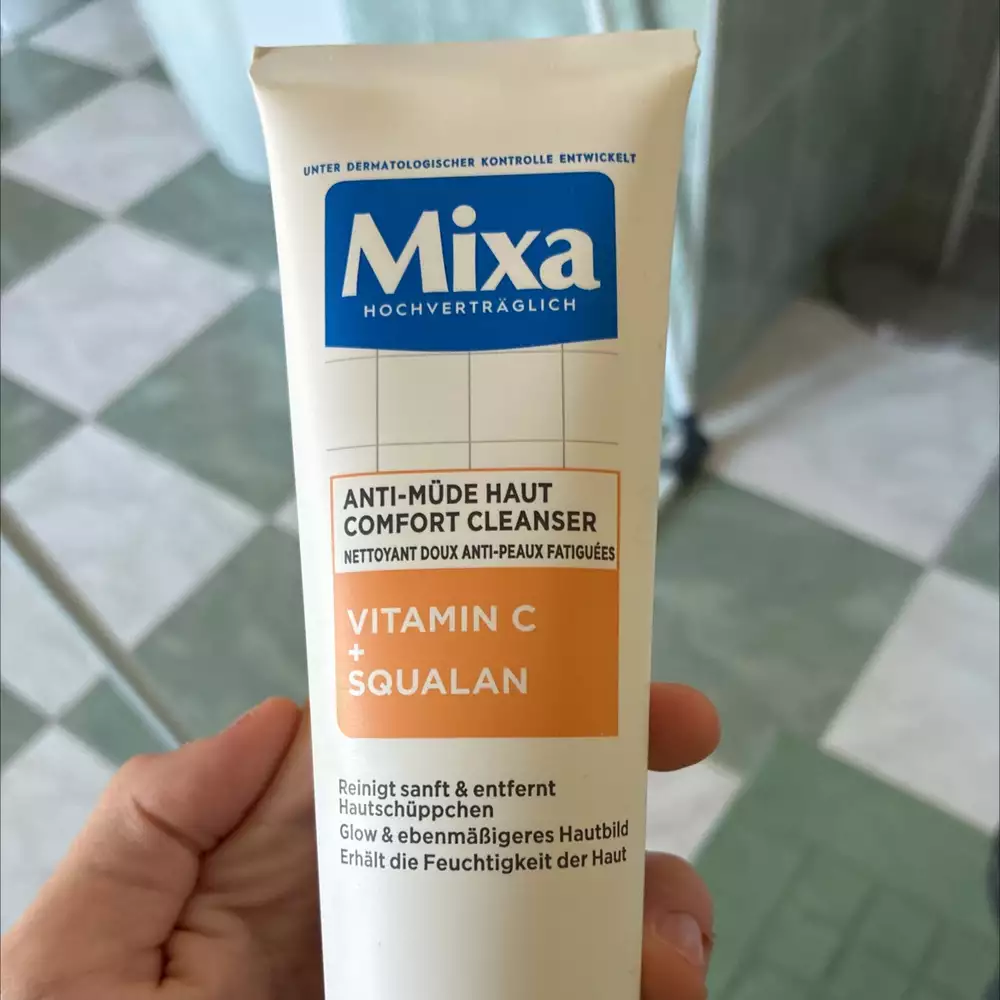 UNTER DERMATOLOGISCHER KONTROLLE ENTWICKELT
Mixa
HOCHVERTRÄGLICH
ANTI-MÜDE HAUT
COMFORT CLEANSER
NETTOYANT DOUX ANTI-PEAUX FATIGUÉES
VITAMIN C
+
SQUALAN
Reinigt sanft & entfernt
Hautschüppchen
Glow & ebenmäßigeres Hautbild
Erhält die Feuchtigkeit der Haut